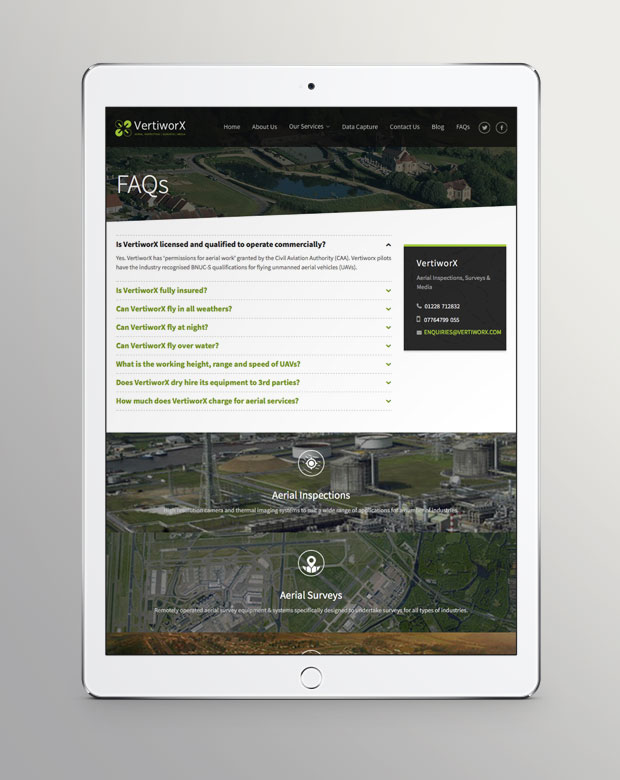 VertiworX
Home About Us Our Services Data Capture Contact Us Blog FAQs
FAQs
Is VertiworX licensed and qualified to operate commercially?
Yes. VertiworX has "permissions for aerial work" granted by the Civil Aviation Authority (CAA). Vertiworx pilots
have the industry recognised BNUC-S qualifications for flying unmanned aerial vehicles (UAVs).
Is VertiworX fully insured?
Can VertiworX fly in all weathers?
Can VertiworX fly at night?
Can VertiworX fly over water?
What is the working height, range and speed of UAVs?
Does VertiworX dry hire its equipment to 3rd parties?
How much does VertiworX charge for aerial services?
VertiworX
Aerial Inspections, Surveys &
Media
01228 712832
07764799 055
ENQUIRIES@VERTIWORX.COM
Aerial Inspections
High resolution camera and thermal imaging systems to suit a wide range of applications for a number of industries.
Aerial Surveys
Remotely operated aerial survey equipment & systems specifically designed to undertake surveys for all types of industries.